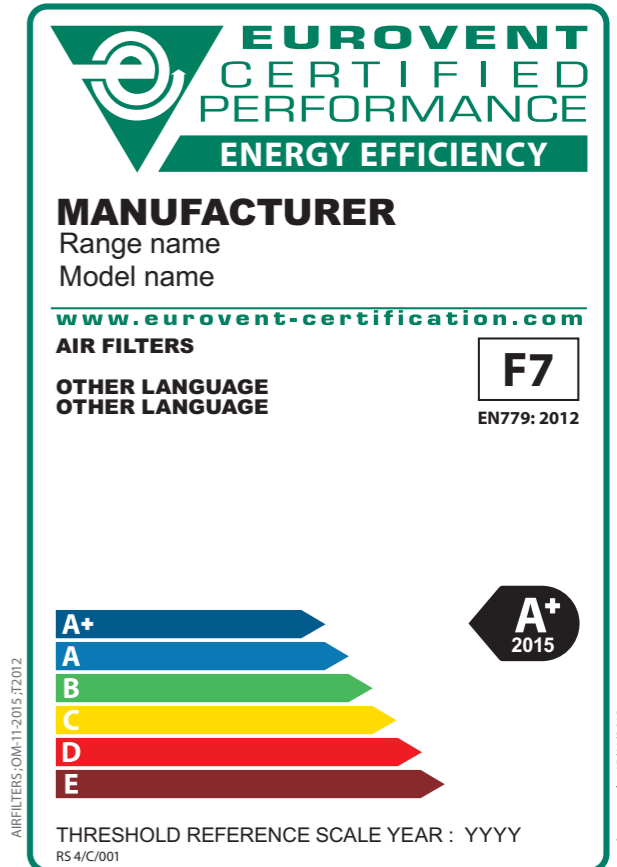 EUROVENT
CERTIFIED
PERFORMANCE
ENERGY EFFICIENCY
MANUFACTURER
Range name
Model name
www.eurovent-certification.com
AIR FILTERS
F7
OTHER LANGUAGE
OTHER LANGUAGE
EN779: 2012
A+
A+
2015
A
B
C
D
E
THRESHOLD REFERENCE SCALE YEAR : YYYY
RS 4/C/001
AIRFILTERS ;OM-11-2015 ;T2012